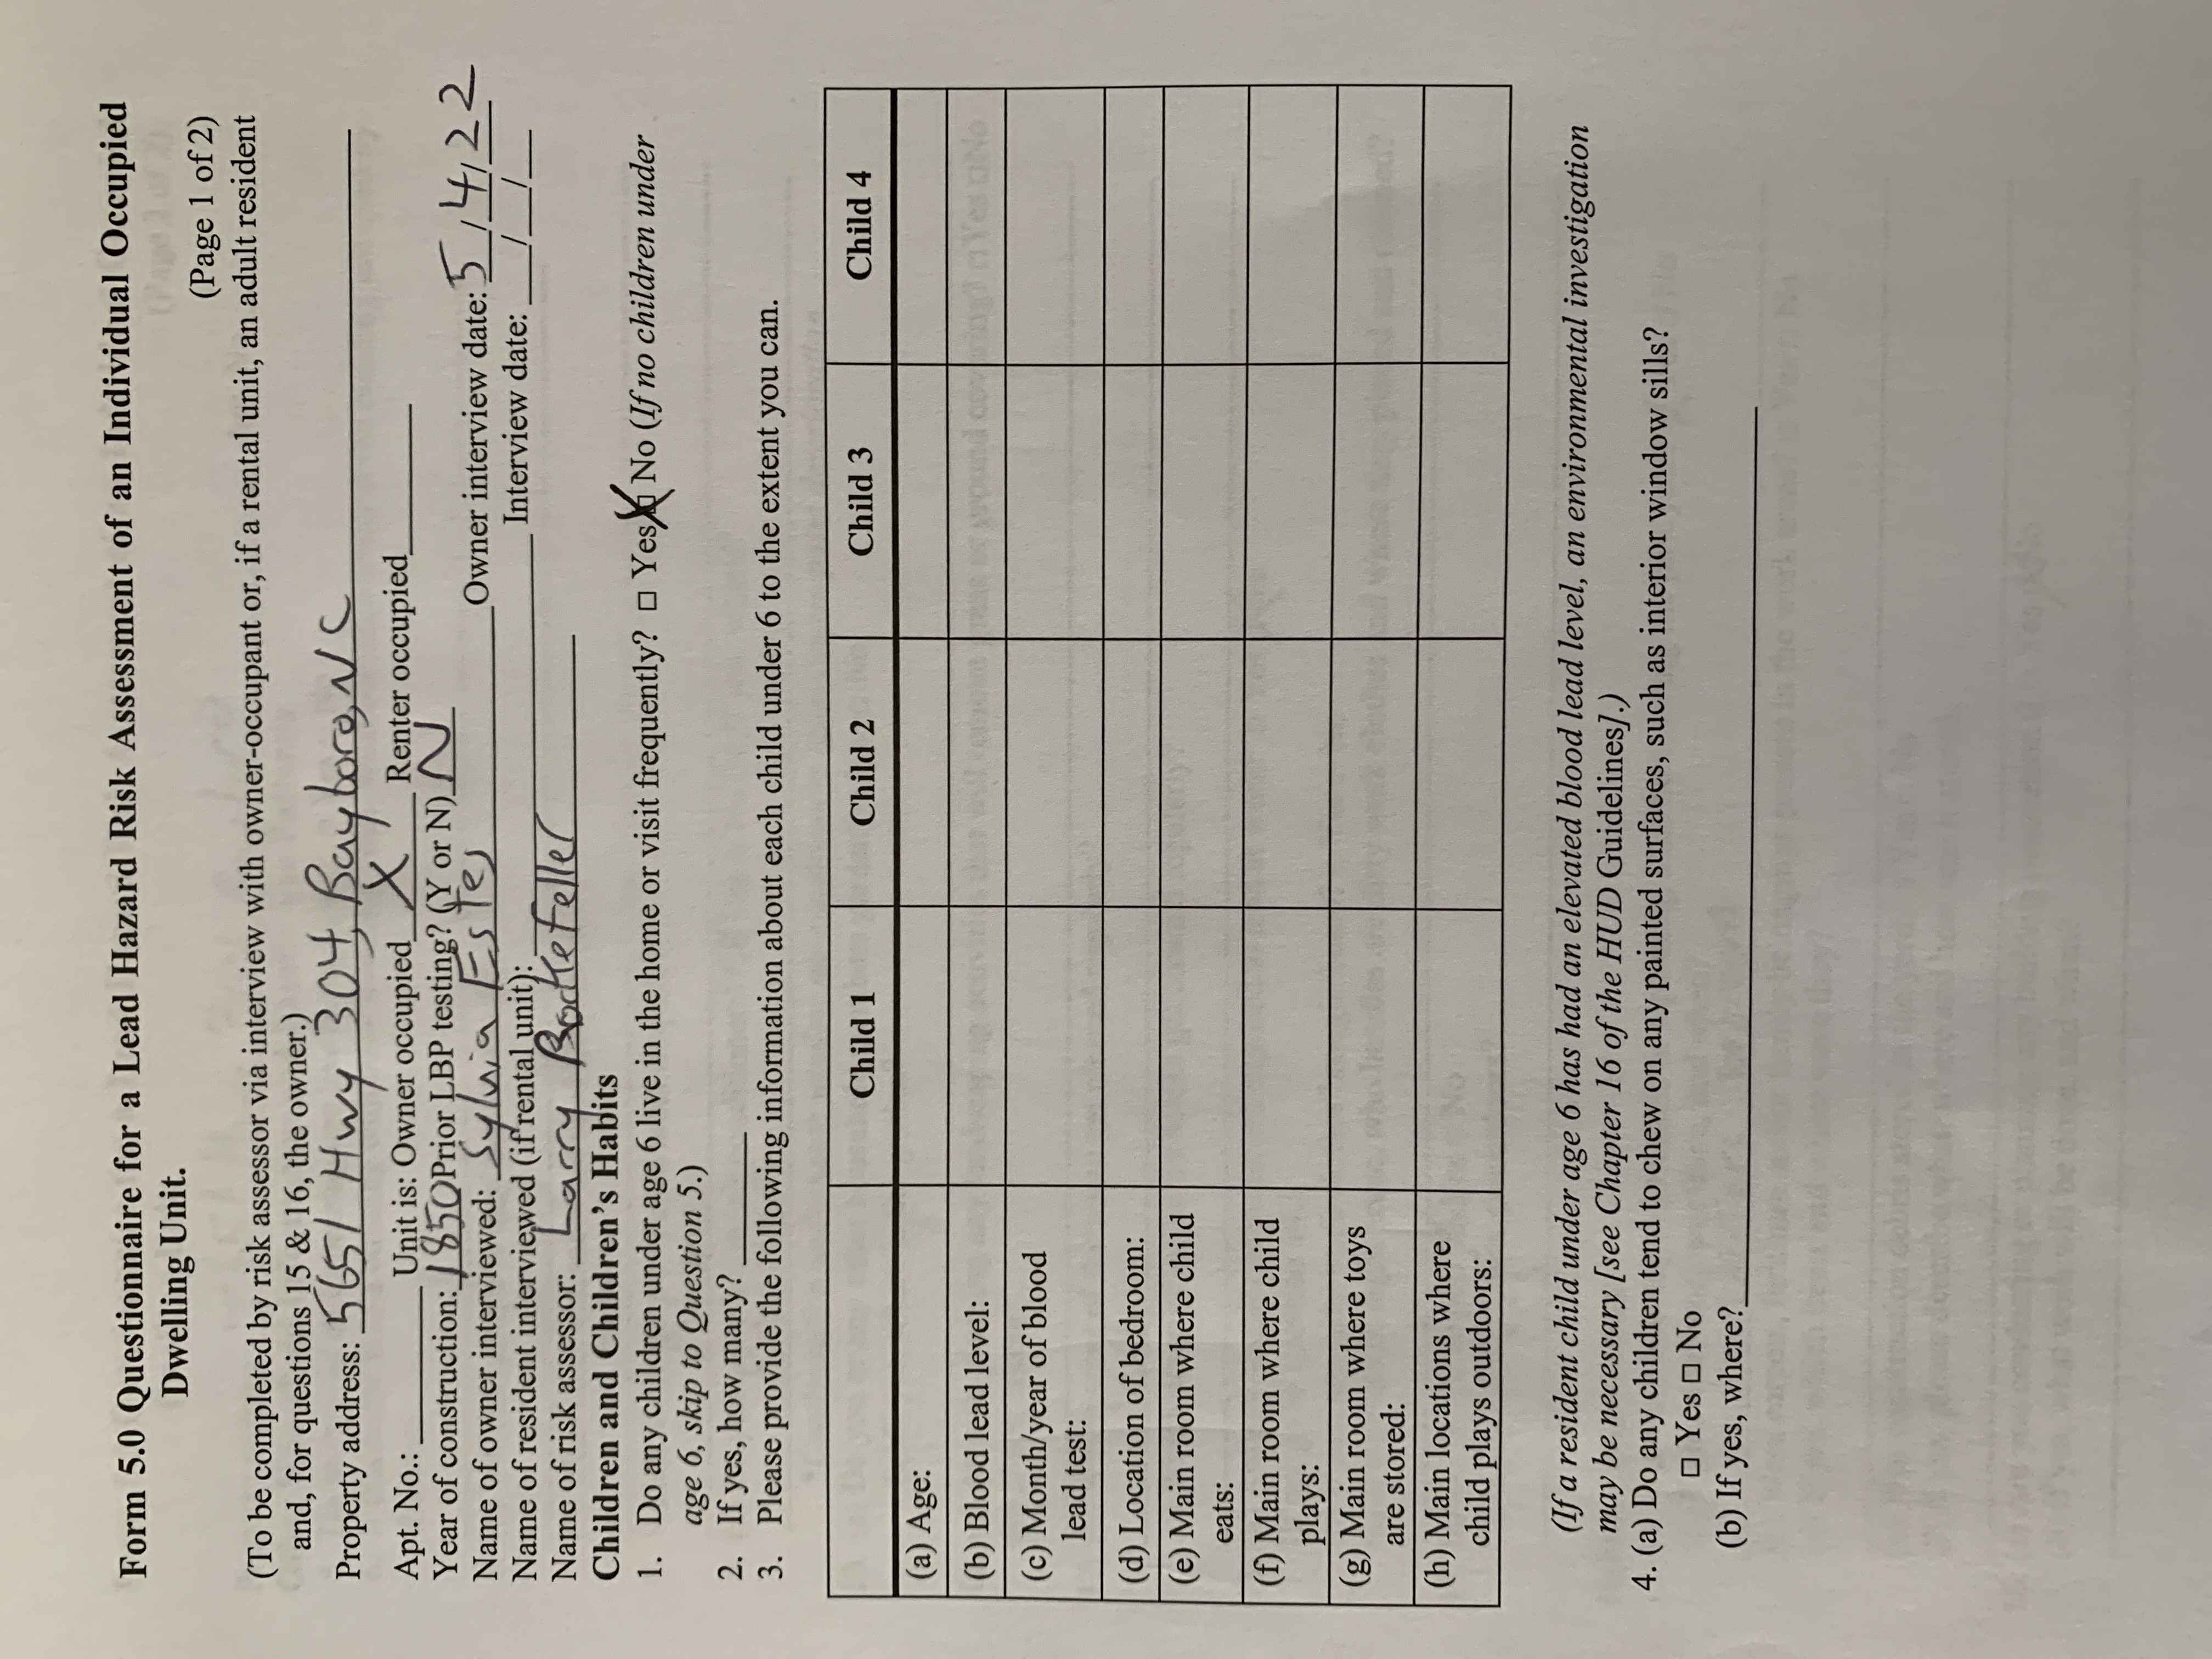 Form 5.0 Questionnaire for a Lead Hazard Risk Assessment of an Individual Occupied
Dwelling Unit.
(Page 1 of 2)
(To be completed by risk assessor via interview with owner-occupant or, if a rental unit, an adult resident
and, for questions 15 & 16, the owner.)
Property address: 5651 Hwy 304, Bayboro, NC
Apt. No.: ________ Unit is: Owner occupied X Renter occupied________
Year of construction: 1850 Prior LBP testing? (Y or N) N
Name of owner interviewed: Sylvia Estes Owner interview date: 5/4/22
Name of resident interviewed (if rental unit): ________ Interview date: ___/___/___
Name of risk assessor: Larry Rockefeller
Children and Children's Habits
1. Do any children under age 6 live in the home or visit frequently? □ Yes ☒ No (If no children under
age 6, skip to Question 5.)
2. If yes, how many? ________
3. Please provide the following information about each child under 6 to the extent you can.
Child 1 Child 2 Child 3 Child 4
(a) Age:
(b) Blood lead level:
(c) Month/year of blood
lead test:
(d) Location of bedroom:
(e) Main room where child
eats:
(f) Main room where child
plays:
(g) Main room where toys
are stored:
(h) Main locations where
child plays outdoors:
(If a resident child under age 6 has had an elevated blood lead level, an environmental investigation
may be necessary [see Chapter 16 of the HUD Guidelines].)
4. (a) Do any children tend to chew on any painted surfaces, such as interior window sills?
□ Yes □ No
(b) If yes, where?________